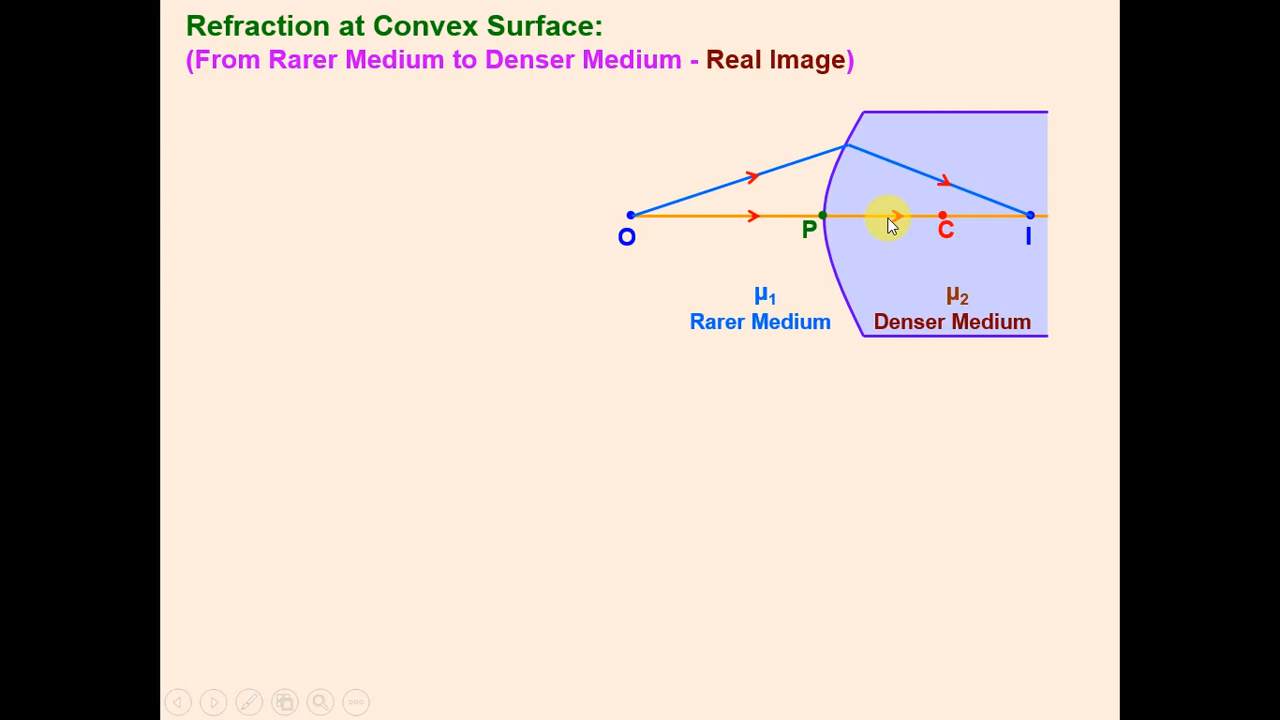 Refraction at Convex Surface:
(From Rarer Medium to Denser Medium - Real Image)
O
P
C
I
μ₁
Rarer Medium
μ₂
Denser Medium